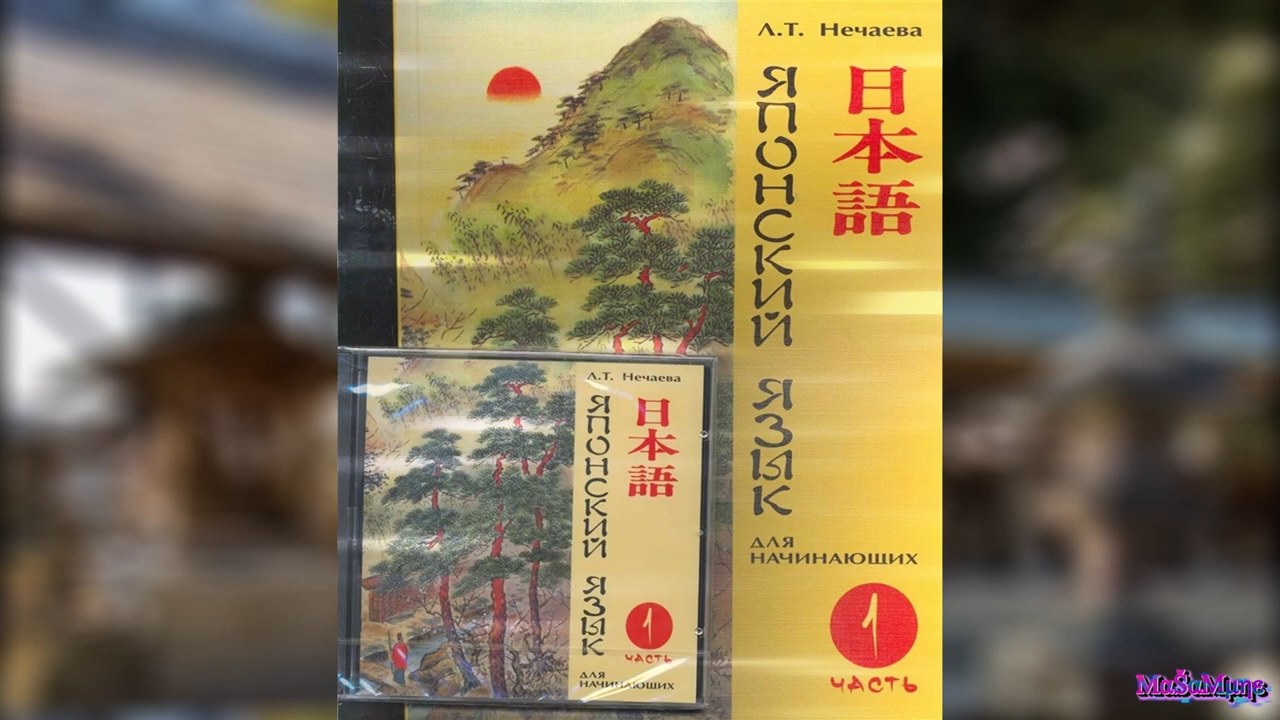 Л.Т. Нечаева
ЯПОНСКИЙ ЯЗЫК
日本語
ДЛЯ
НАЧИНАЮЩИХ
1
ЧАСТЬ
Л.Т. Нечаева
ЯПОНСКИЙ ЯЗЫК
日本語
1
ЧАСТЬ
ДЛЯ
НАЧИНАЮЩИХ
MaSaMune